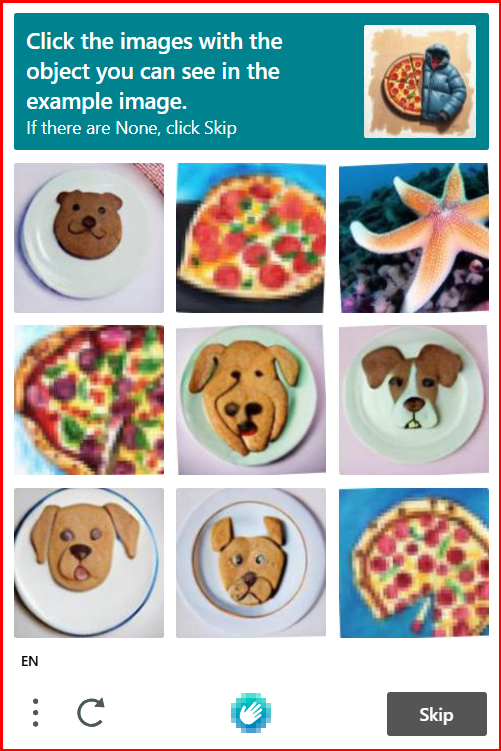 Click the images with the
object you can see in the
example image.
If there are None, click Skip
EN
Skip